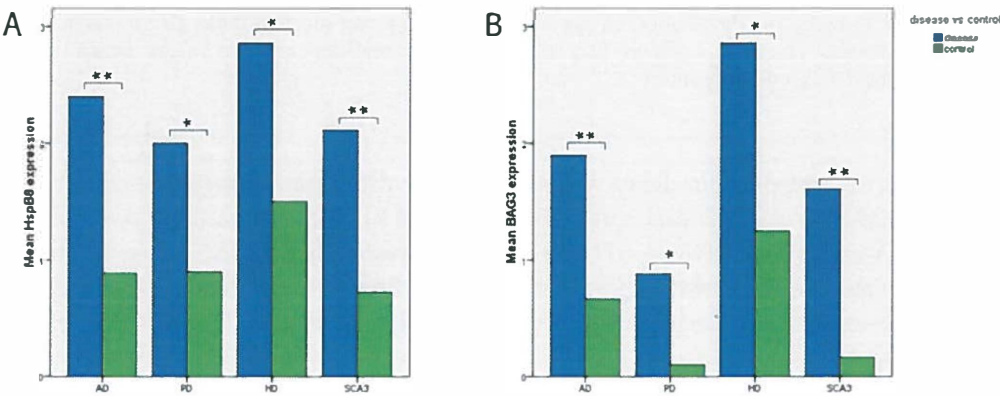 A
Mean HspB8 expression
3
2
1
0
**
*
*
**
AD
PD
HD
SCA3
B
Mean BAG3 expression
3
2
1
0
**
*
*
**
AD
PD
HD
SCA3
disease vs control
disease
control